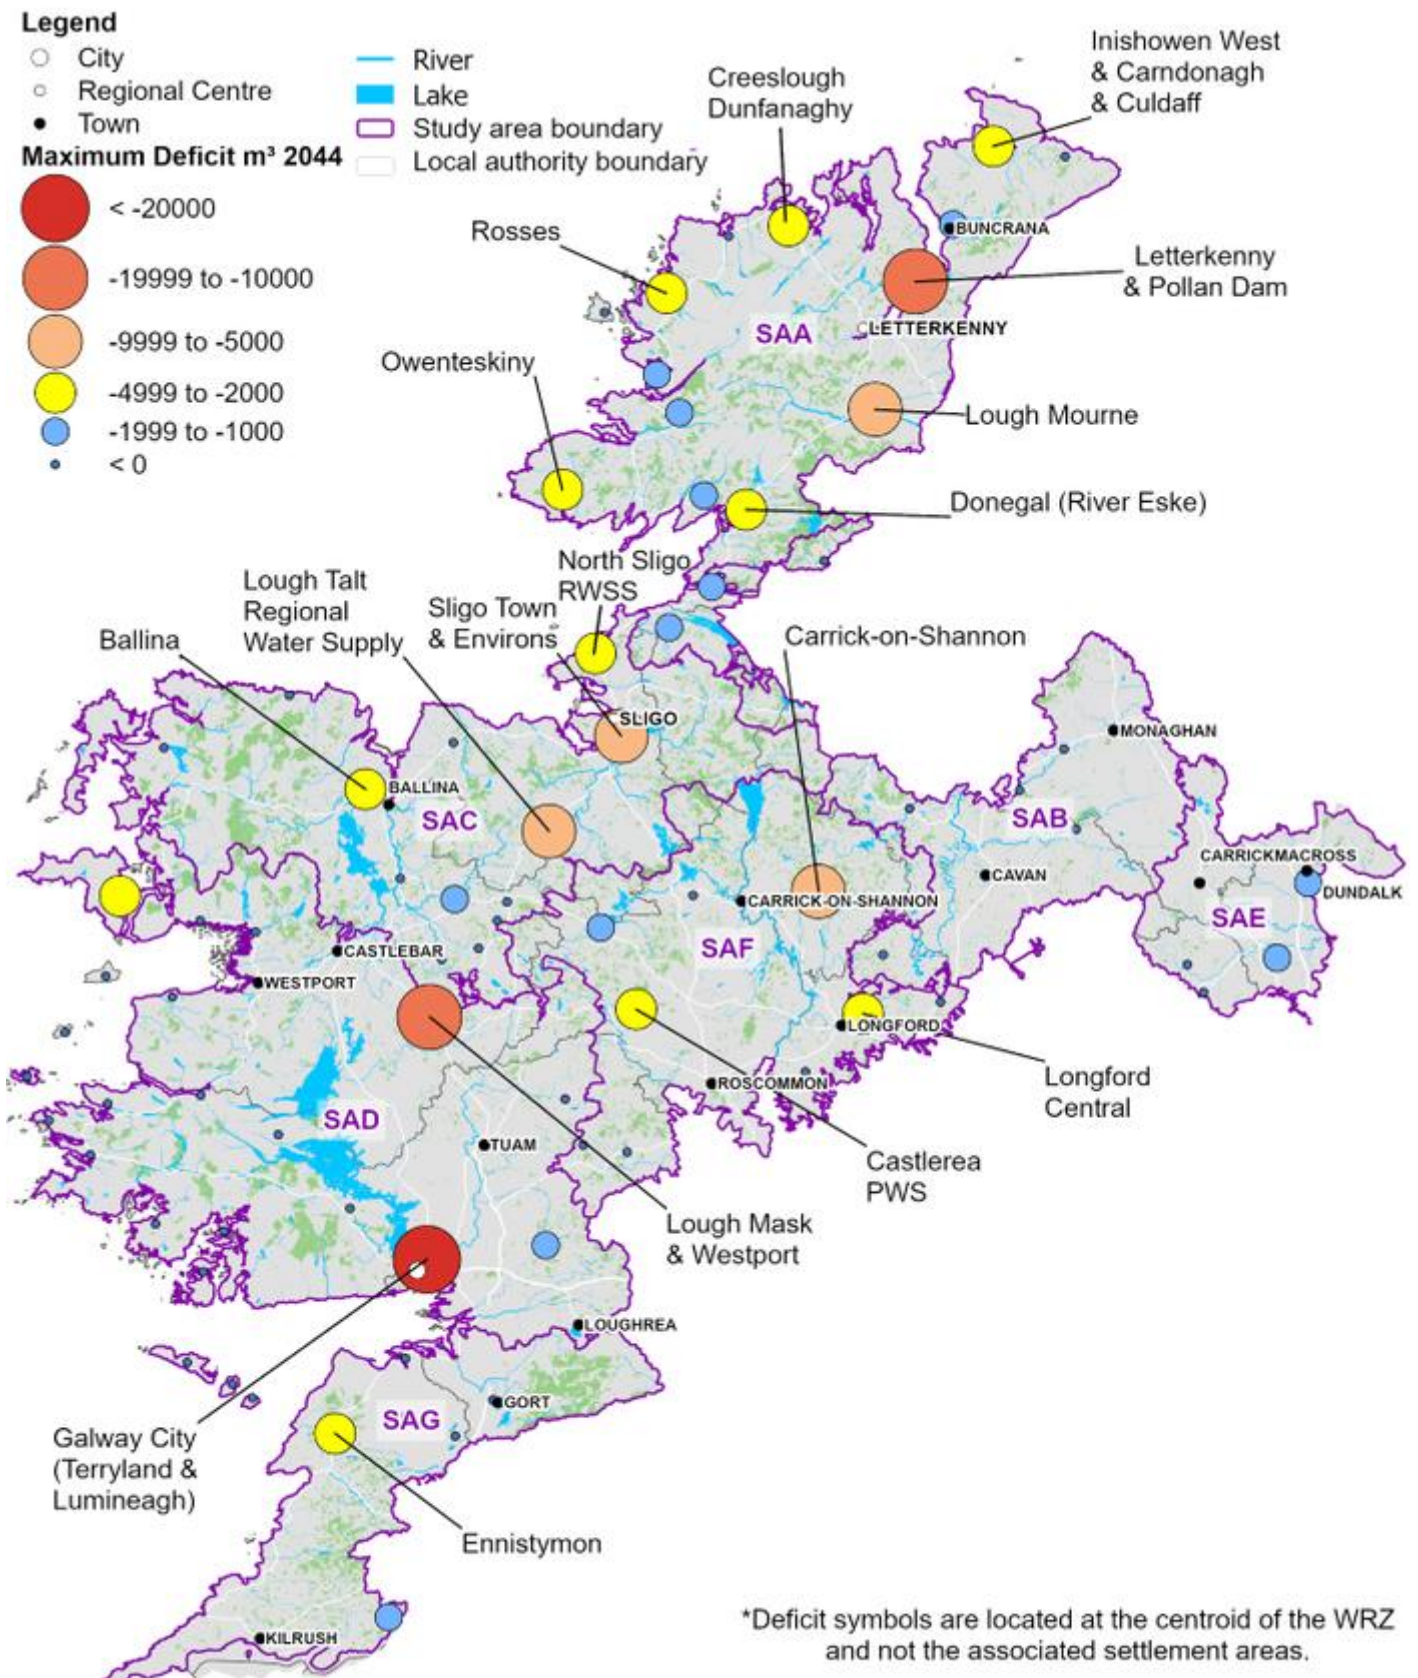 Legend
City
Regional Centre
Town
River
Lake
Study area boundary
Local authority boundary
Maximum Deficit m³ 2044
< -20000
-19999 to -10000
-9999 to -5000
-4999 to -2000
-1999 to -1000
< 0
Inishowen West
& Carndonagh
& Culdaff
Creeslough
Dunfanaghy
Rosses
BUNCRANA
Letterkenny
& Pollan Dam
SAA
LETTERKENNY
Owenteskiny
Lough Mourne
Donegal (River Eske)
North Sligo
RWSS
Lough Talt
Regional
Water Supply
Sligo Town
& Environs
Ballina
Carrick-on-Shannon
SLIGO
MONAGHAN
BALLINA
SAC
SAB
CARRICKMACROSS
CAVAN
DUNDALK
CARRICK-ON-SHANNON
SAE
SAF
CASTLEBAR
WESTPORT
LONGFORD
Longford
Central
ROSCOMMON
SAD
TUAM
Castlerea
PWS
Lough Mask
& Westport
LOUGHREA
GORT
SAG
Galway City
(Terryland &
Lumineagh)
Ennistymon
KILRUSH
*Deficit symbols are located at the centroid of the WRZ
and not the associated settlement areas.